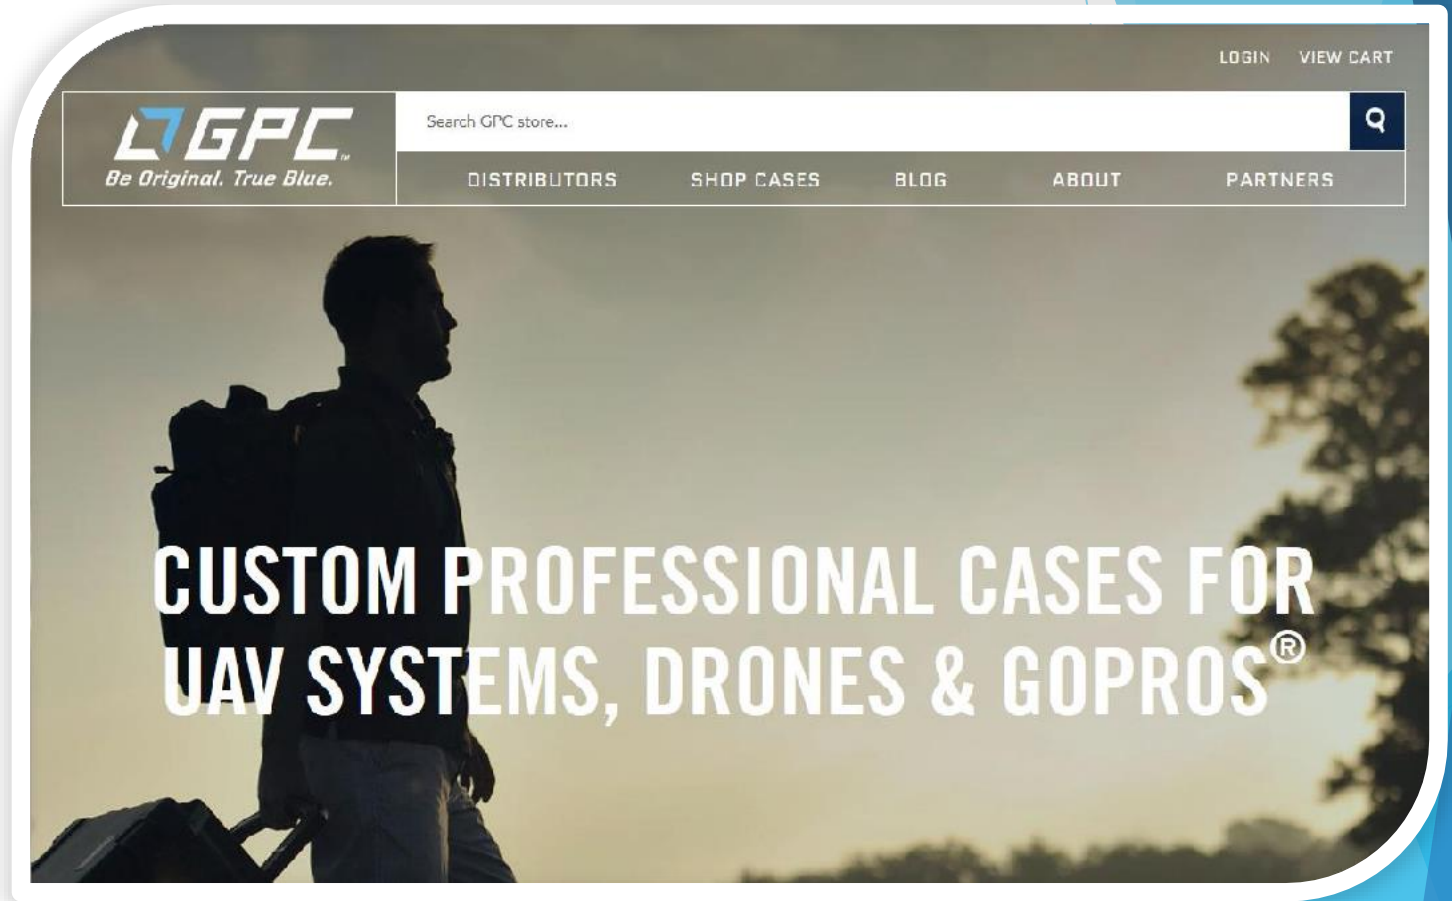 LOGIN VIEW CART
GPC™
Be Original. True Blue.
Search GPC store...
DISTRIBUTORS SHOP CASES BLOG ABOUT PARTNERS
CUSTOM PROFESSIONAL CASES FOR
UAV SYSTEMS, DRONES & GOPROS®